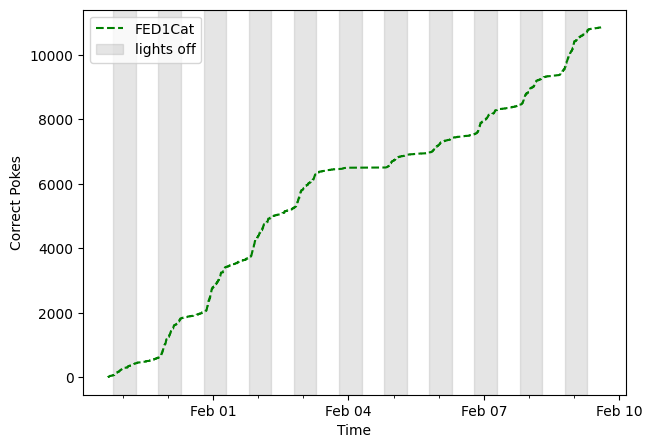 FED1Cat
lights off
10000
8000
6000
4000
2000
0
Correct Pokes
Feb 01
Feb 04
Feb 07
Feb 10
Time